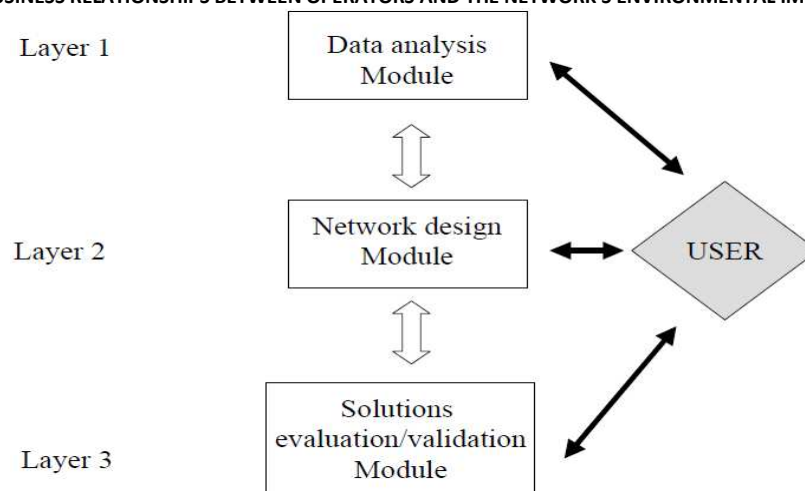 BUSINESS RELATIONSHIPS BETWEEN OPERATORS AND THE NETWORK'S ENVIRONMENTAL
Layer 1
Data analysis
Module
Layer 2
Network design
Module
USER
Layer 3
Solutions
evaluation/validation
Module